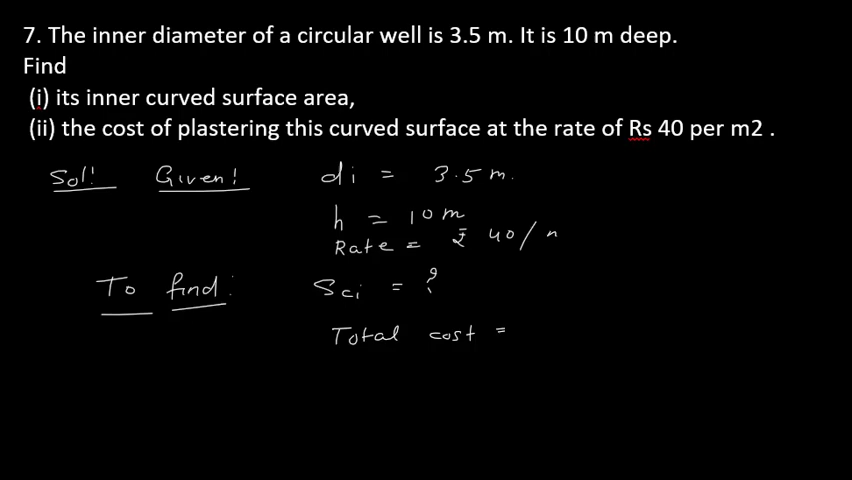 7. The inner diameter of a circular well is 3.5 m. It is 10 m deep.
Find
(i) its inner curved surface area,
(ii) the cost of plastering this curved surface at the rate of Rs 40 per m2 .
Sol! Given! di = 3.5 m.
h = 10 m
Rate = ₹ 40/
To find: Sci = ?
Total cost =